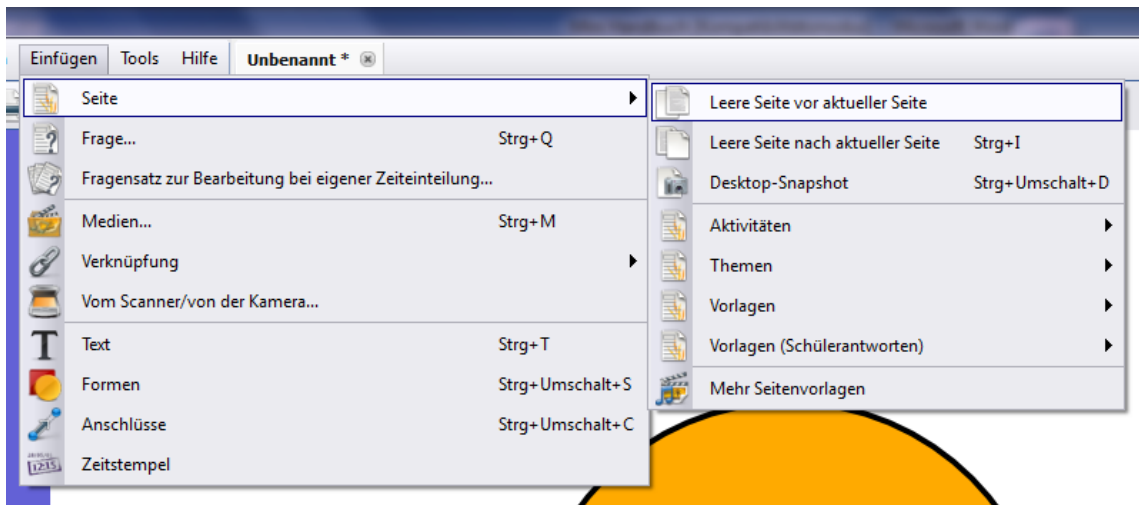 Einfügen Tools Hilfe Unbenannt *
Seite
Frage... Strg+Q
Fragensatz zur Bearbeitung bei eigener Zeiteinteilung...
Medien... Strg+M
Verknüpfung
Vom Scanner/von der Kamera...
Text Strg+T
Formen Strg+Umschalt+S
Anschlüsse Strg+Umschalt+C
Zeitstempel
Leere Seite vor aktueller Seite
Leere Seite nach aktueller Seite Strg+I
Desktop-Snapshot Strg+Umschalt+D
Aktivitäten
Themen
Vorlagen
Vorlagen (Schülerantworten)
Mehr Seitenvorlagen